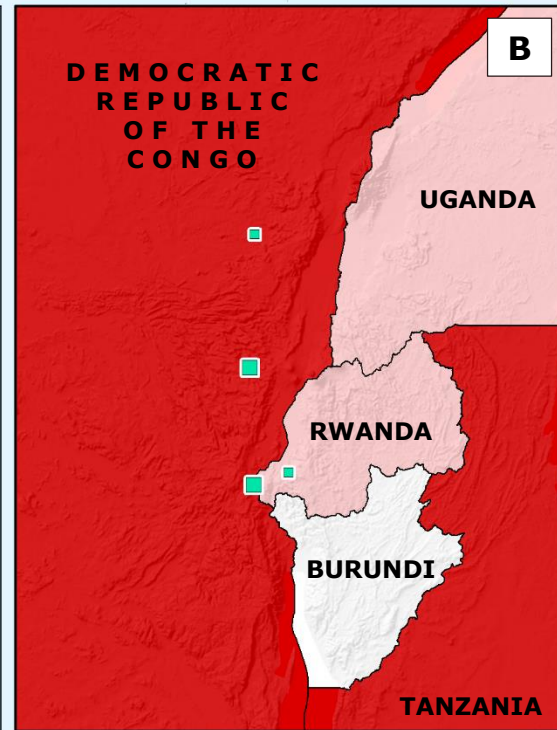 B
DEMOCRATIC
REPUBLIC
OF THE
CONGO
UGANDA
RWANDA
BURUNDI
TANZANIA